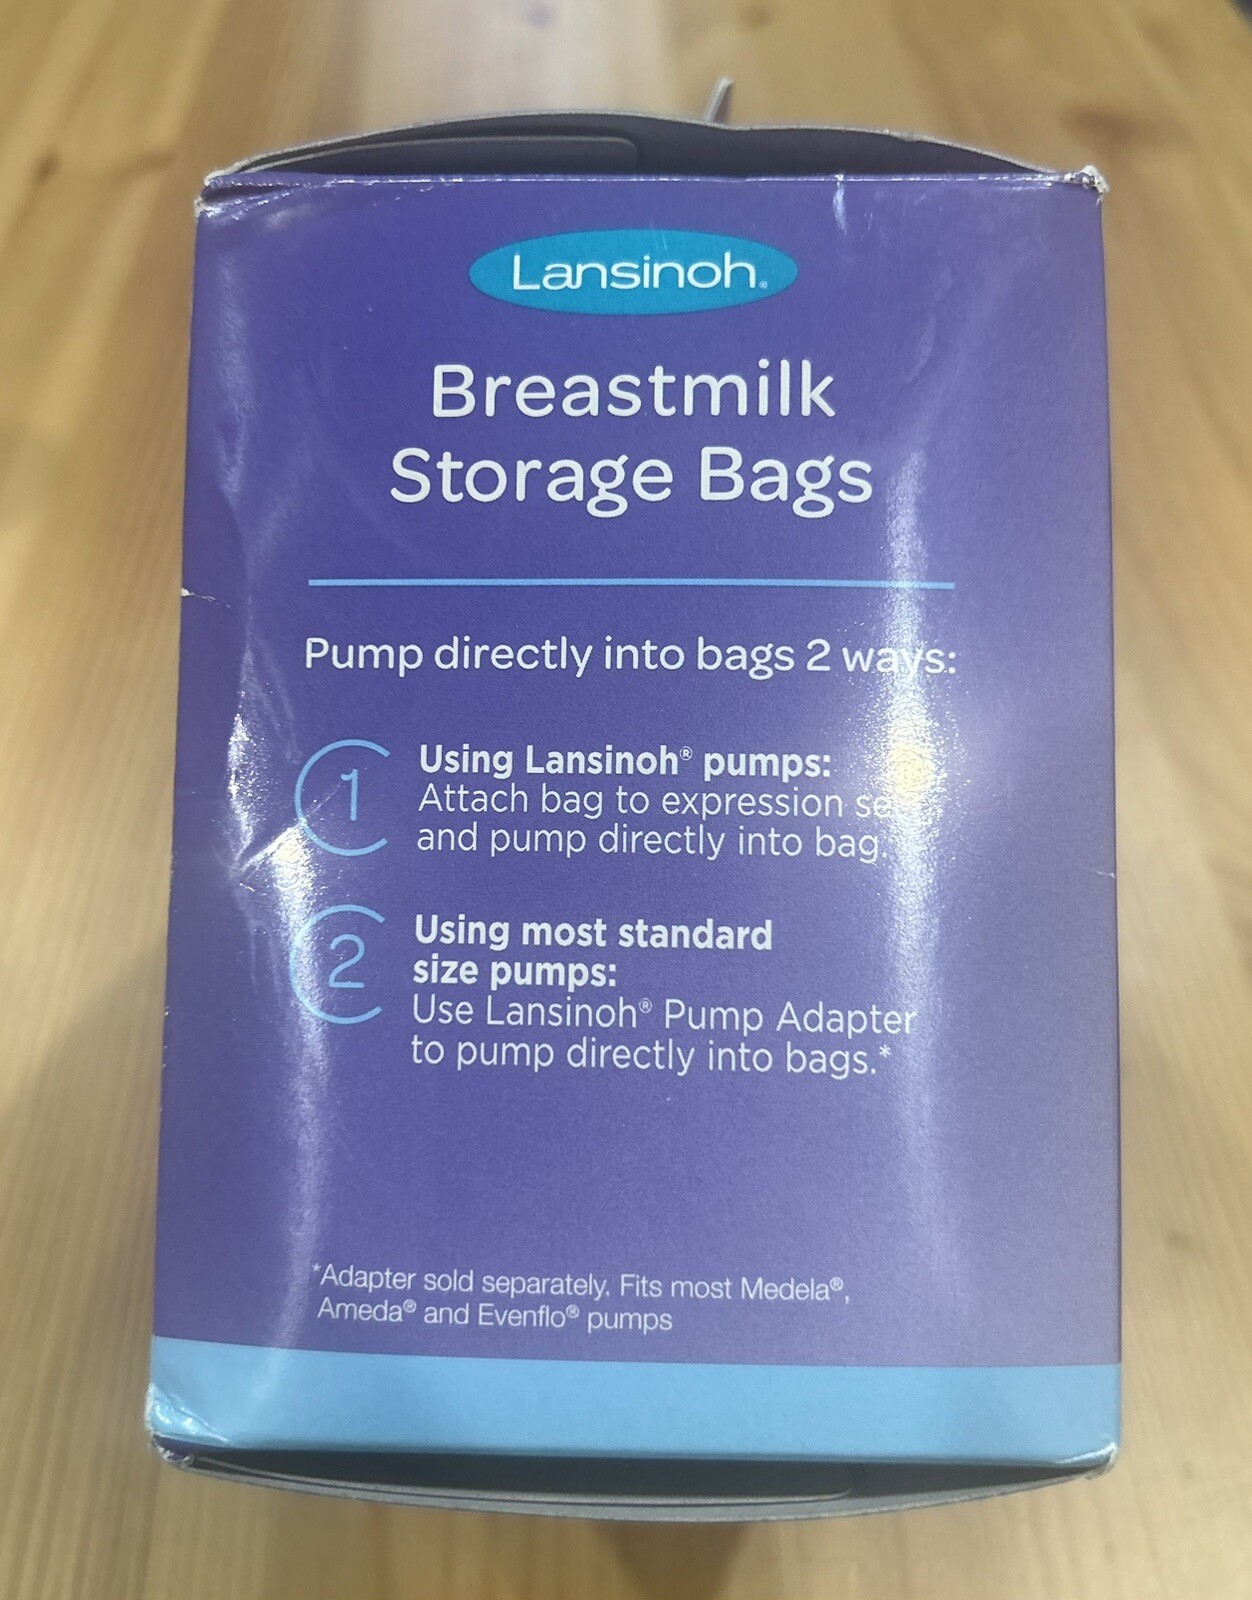 Lansinoh®
Breastmilk
Storage Bags
Pump directly into bags 2 ways:
1
Using Lansinoh® pumps:
Attach bag to expression
and pump directly into bag.
2
Using most standard
size pumps:
Use Lansinoh® Pump Adapter
to pump directly into bags.*
*Adapter sold separately. Fits most Medela®,
Ameda® and Evenflo® pumps